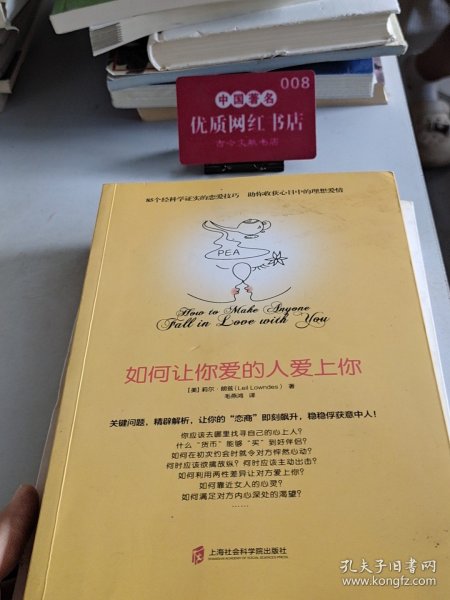 008
中国著名
优质网红书店
古今文献电店
85个经科学证实的恋爱技巧 助你收获心目中的理想爱情
PEA
How to Make Anyone
Fall in Love with You
如何让你爱的人爱上你
【美】莉尔·朗兹(Leil Lowndes) 著
毛燕鸿 译
关键问题，精辟解析，让你的“恋商”即刻飙升，稳稳俘获意中人！
你应该去哪里找寻自己的心上人？
什么“货币”能够“买”到好伴侣？
如何在初次约会时就令对方怦然心动？
何时应该欲擒故纵？何时应该主动出击？
如何利用两性差异让对方爱上你？
如何靠近女人的心灵？
如何满足对方内心深处的渴望？
……
上海社会科学院出版社
孔夫子旧书网
www.kongfz.com